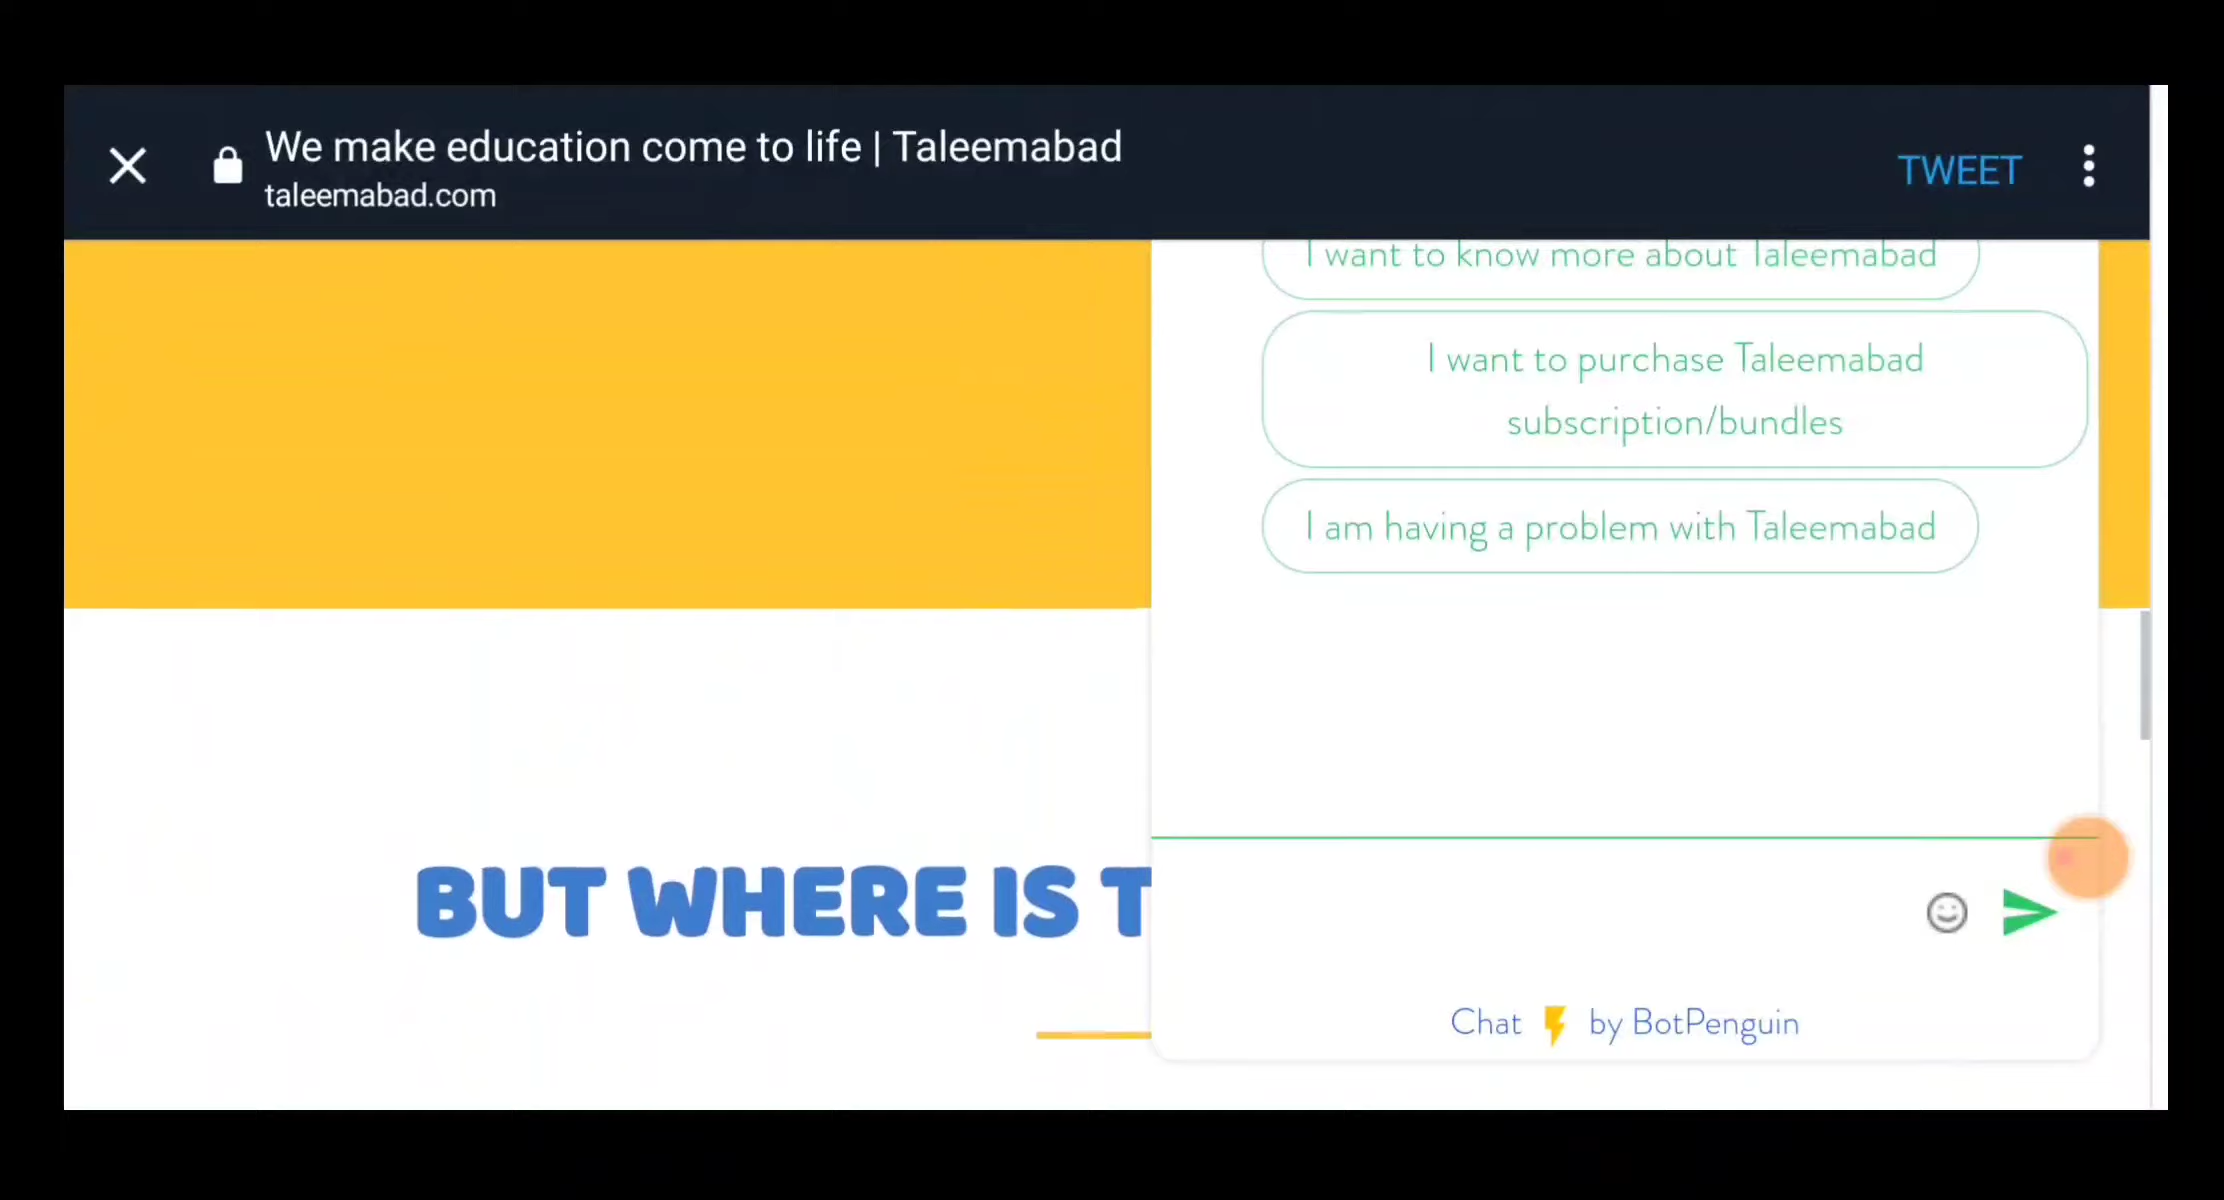 We make education come to life | Taleemabad
taleemabad.com
TWEET
I want to know more about Taleemabad
I want to purchase Taleemabad
subscription/bundles
I am having a problem with Taleemabad
BUT WHERE IS T
Chat by BotPenguin